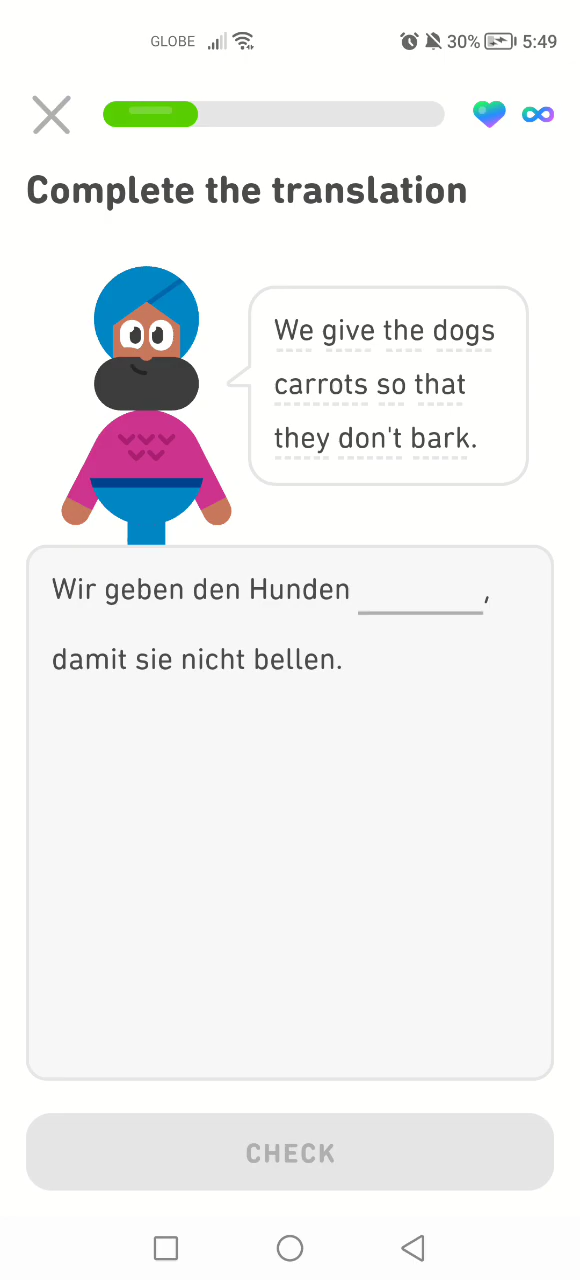 GLOBE 30% 5:49
Complete the translation
We give the dogs
carrots so that
they don't bark.
Wir geben den Hunden ,
damit sie nicht bellen.
CHECK